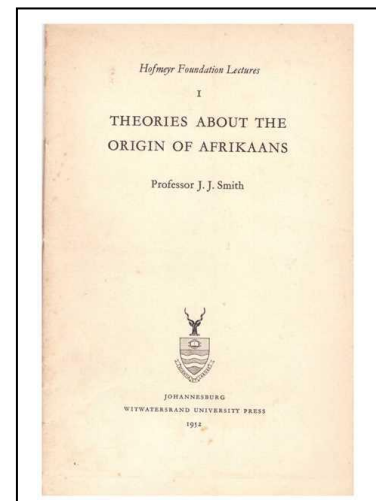 Hofmeyr Foundation Lectures
I
THEORIES ABOUT THE
ORIGIN OF AFRIKAANS
Professor J. J. Smith
JOHANNESBURG
WITWATERSRAND UNIVERSITY PRESS
1952